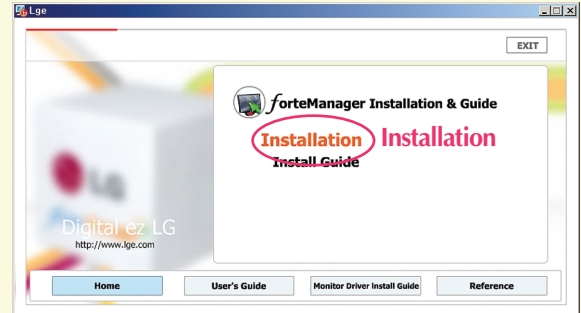 Lge
EXIT
forteManager Installation & Guide
Installation Installation
Install Guide
LG
Digital ez LG
http://www.lge.com
Home User's Guide Monitor Driver Install Guide Reference